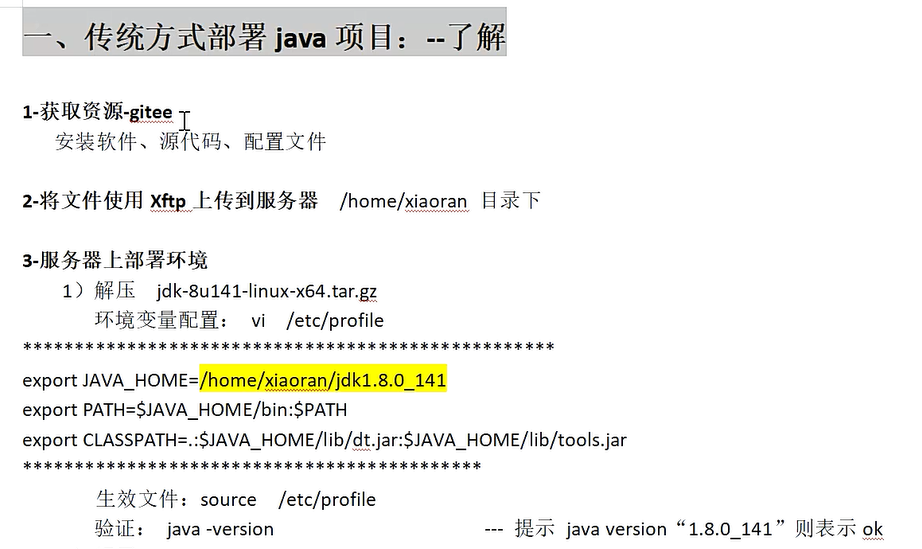 一、传统方式部署 java 项目：--了解
1-获取资源-gitee
安装软件、源代码、配置文件
2-将文件使用 Xftp 上传到服务器 /home/xiaoran 目录下
3-服务器上部署环境
1）解压 jdk-8u141-linux-x64.tar.gz
环境变量配置： vi /etc/profile
***************************************************
export JAVA_HOME=/home/xiaoran/jdk1.8.0_141
export PATH=$JAVA_HOME/bin:$PATH
export CLASSPATH=.:$JAVA_HOME/lib/dt.jar:$JAVA_HOME/lib/tools.jar
********************************************
生效文件：source /etc/profile
验证： java -version --- 提示 java version“1.8.0_141”则表示 ok